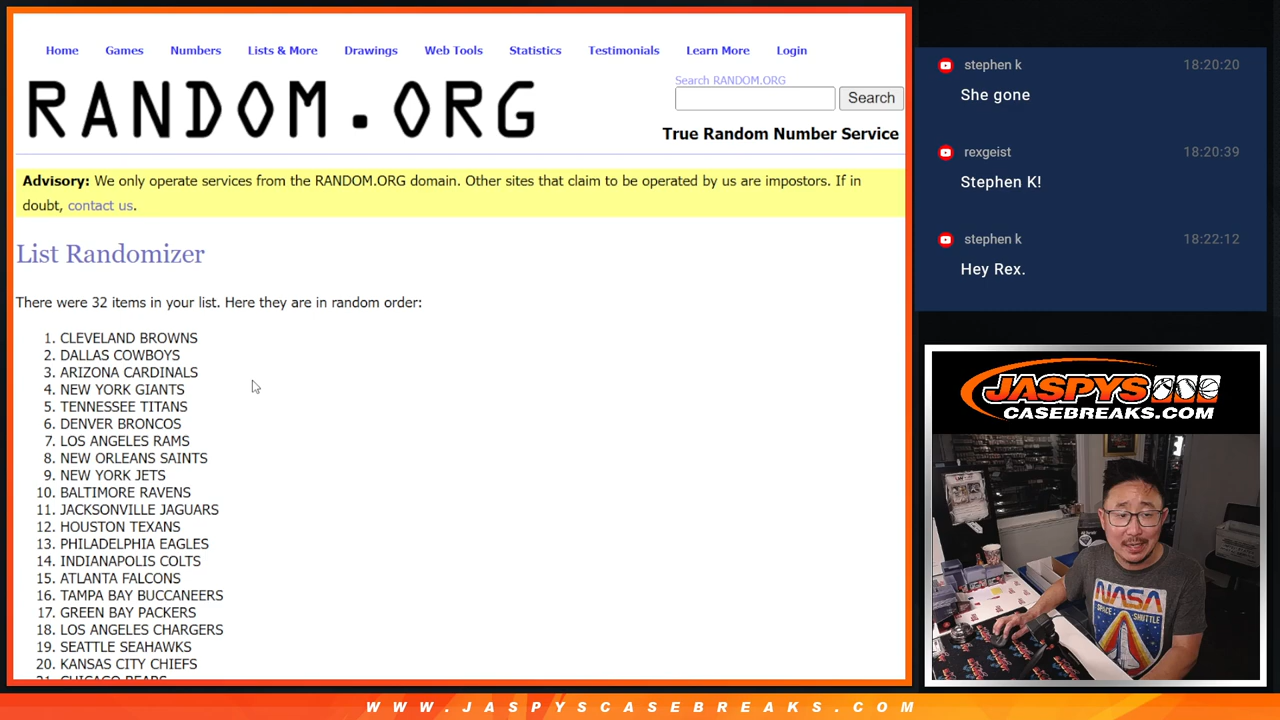 Home Games Numbers Lists & More Drawings Web Tools Statistics Testimonials Learn More Login
RANDOM.ORG
Search RANDOM.ORG
Search
True Random Number Service
Advisory: We only operate services from the RANDOM.ORG domain. Other sites that claim to be operated by us are impostors. If in
doubt, contact us.
List Randomizer
There were 32 items in your list. Here they are in random order:
1. CLEVELAND BROWNS
2. DALLAS COWBOYS
3. ARIZONA CARDINALS
4. NEW YORK GIANTS
5. TENNESSEE TITANS
6. DENVER BRONCOS
7. LOS ANGELES RAMS
8. NEW ORLEANS SAINTS
9. NEW YORK JETS
10. BALTIMORE RAVENS
11. JACKSONVILLE JAGUARS
12. HOUSTON TEXANS
13. PHILADELPHIA EAGLES
14. INDIANAPOLIS COLTS
15. ATLANTA FALCONS
16. TAMPA BAY BUCCANEERS
17. GREEN BAY PACKERS
18. LOS ANGELES CHARGERS
19. SEATTLE SEAHAWKS
20. KANSAS CITY CHIEFS
21. CHICAGO BEARS
stephen k 18:20:20
She gone
rexgeist 18:20:39
Stephen K!
stephen k 18:22:12
Hey Rex.
JASPYS
CASEBREAKS.COM
NASA
SPACE SHUTTLE
WWW.JASPYSCASEBREAKS.COM